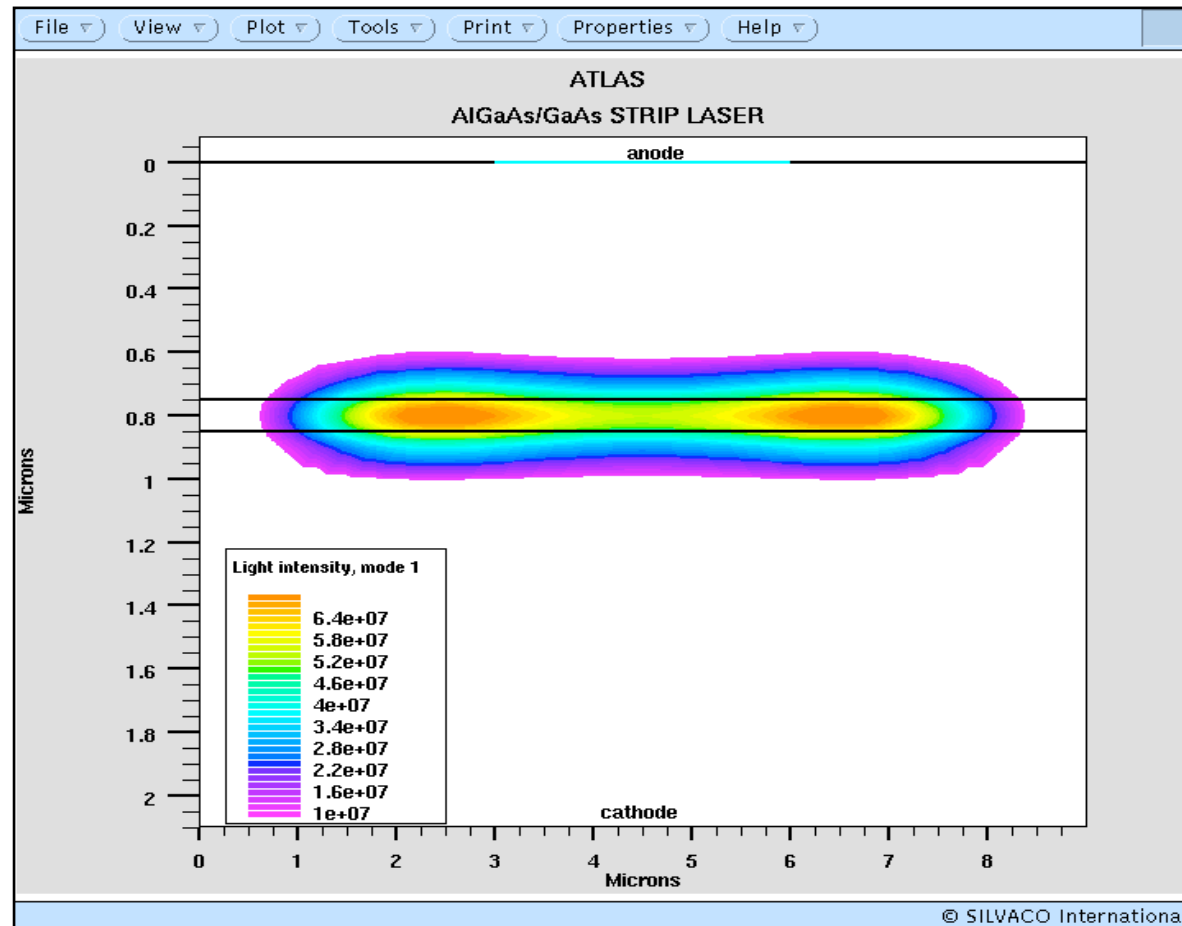 File View Plot Tools Print Properties Help
ATLAS
AlGaAs/GaAs STRIP LASER
anode
0
0.2
0.4
0.6
0.8
1
1.2
1.4
1.6
1.8
2
Microns
Light intensity, mode 1
6.4e+07
5.8e+07
5.2e+07
4.6e+07
4e+07
3.4e+07
2.8e+07
2.2e+07
1.6e+07
1e+07
cathode
0 1 2 3 4 5 6 7 8
Microns
© SILVACO Internationa